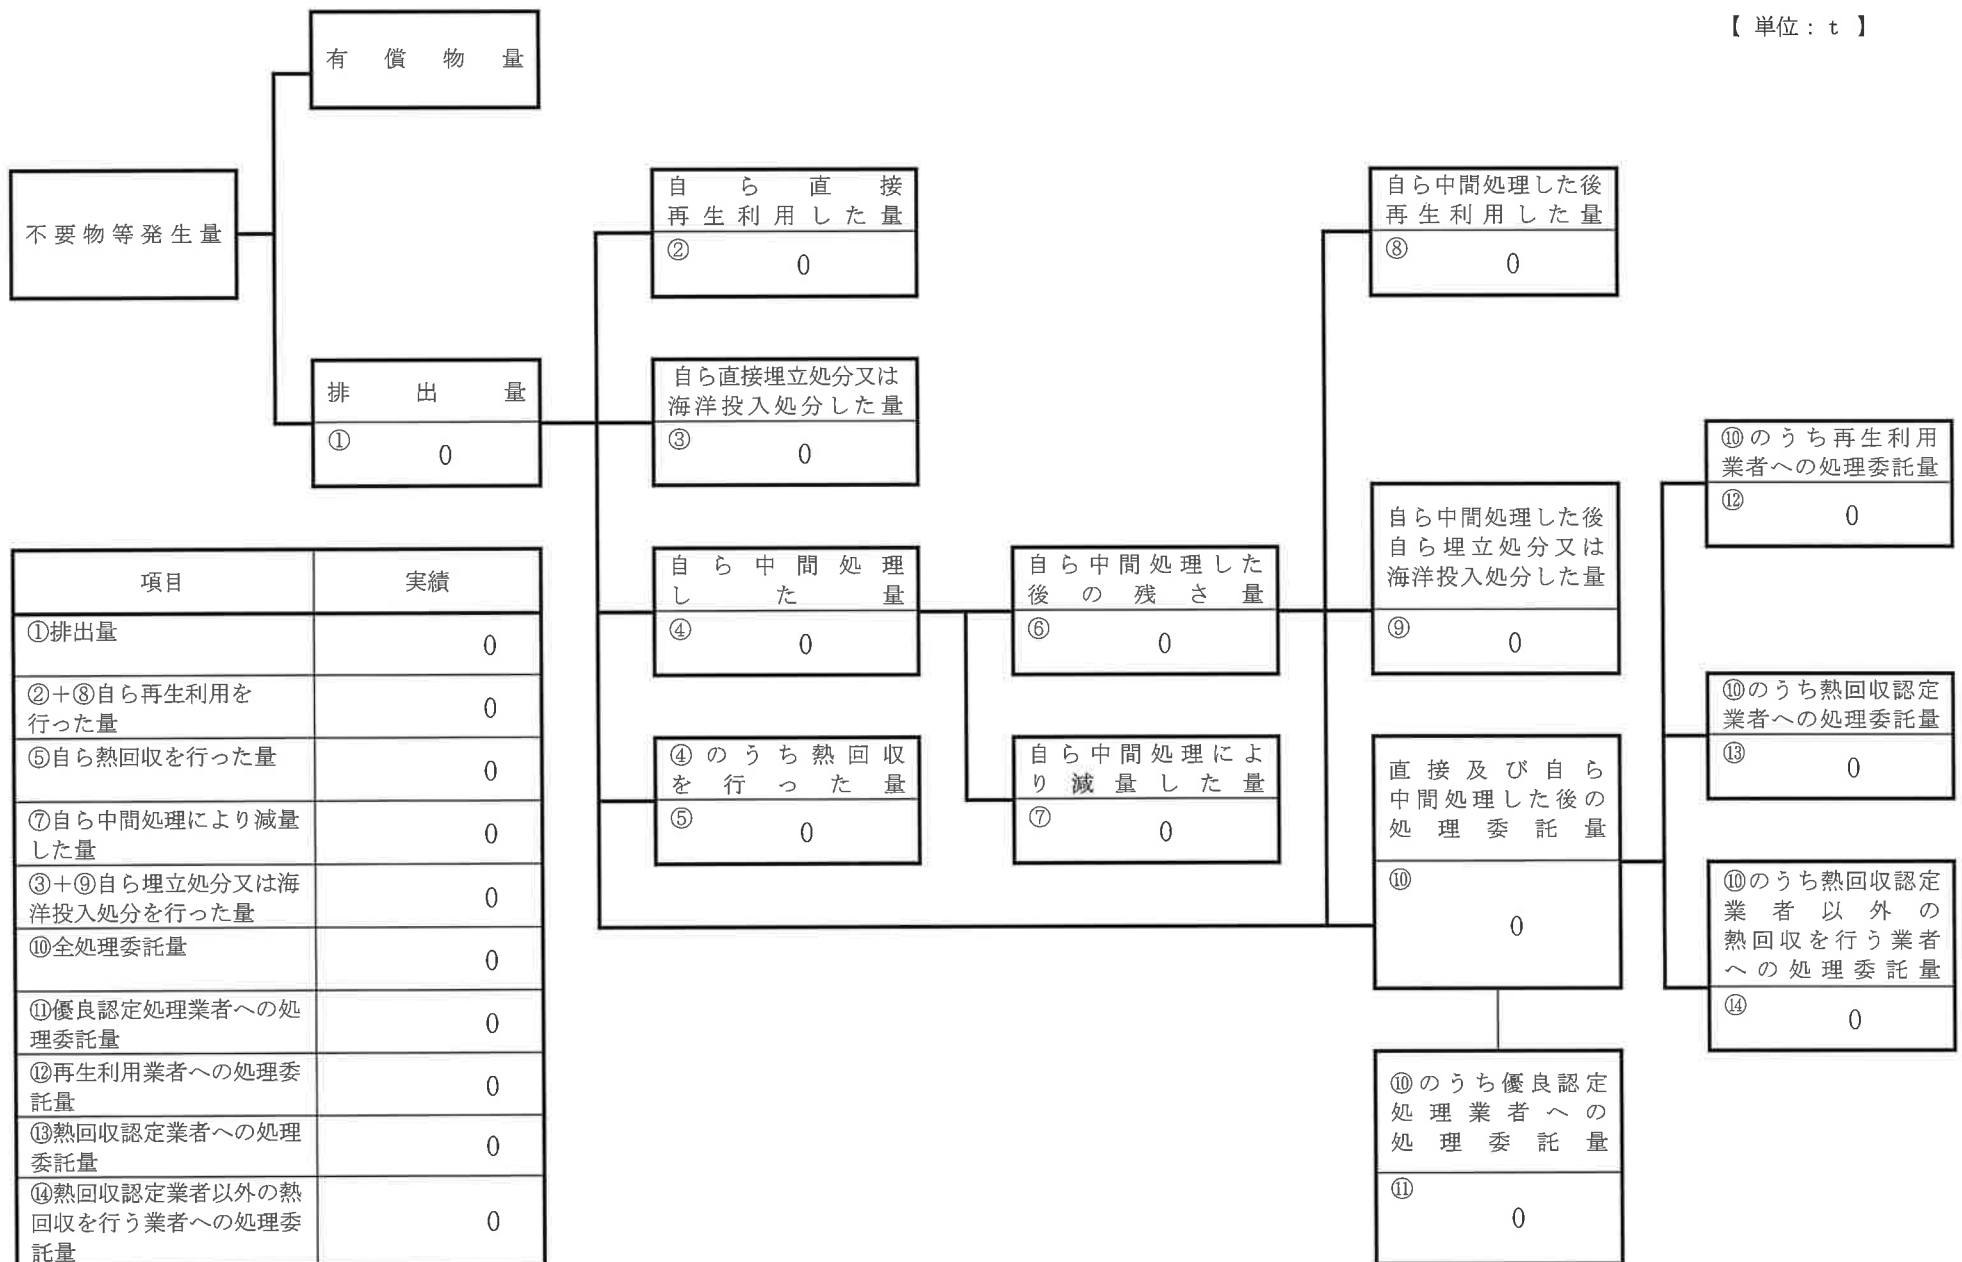 【 単位：t 】
有償物量
不要物等発生量
排出量
① 0
自ら直接
再生利用した量
② 0
自ら直接埋立処分又は
海洋投入処分した量
③ 0
自ら中間処理
した量
④ 0
④のうち熱回収
を行った量
⑤ 0
自ら中間処理した
後の残さ量
⑥ 0
自ら中間処理によ
り減量した量
⑦ 0
自ら中間処理した後
再生利用した量
⑧ 0
自ら中間処理した後
自ら埋立処分又は
海洋投入処分した量
⑨ 0
直接及び自ら
中間処理した後の
処理委託量
⑩
0
⑩のうち優良認定
処理業者への
処理委託量
⑪
0
⑩のうち再生利用
業者への処理委託量
⑫ 0
⑩のうち熱回収認定
業者への処理委託量
⑬ 0
⑩のうち熱回収認定
業者以外の
熱回収を行う業者
への処理委託量
⑭ 0
項目 実績
①排出量 0
②＋⑧自ら再生利用を
行った量 0
⑤自ら熱回収を行った量 0
⑦自ら中間処理により減量
した量 0
③＋⑨自ら埋立処分又は海
洋投入処分を行った量 0
⑩全処理委託量 0
⑪優良認定処理業者への処
理委託量 0
⑫再生利用業者への処理委
託量 0
⑬熱回収認定業者への処理
委託量 0
⑭熱回収認定業者以外の熱
回収を行う業者への処理委 0
託量